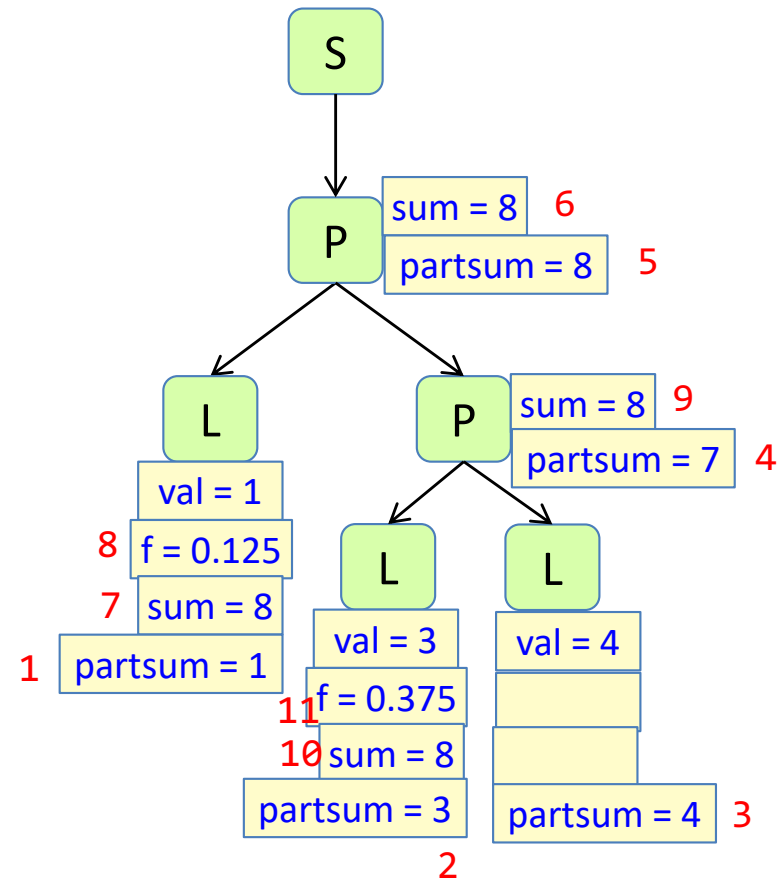 S
P
sum = 8 6
partsum = 8 5
L
P
sum = 8 9
partsum = 7 4
val = 1
8 f = 0.125
7 sum = 8
1 partsum = 1
L
L
val = 3
11 f = 0.375
10 sum = 8
partsum = 3
2
val = 4
partsum = 4 3